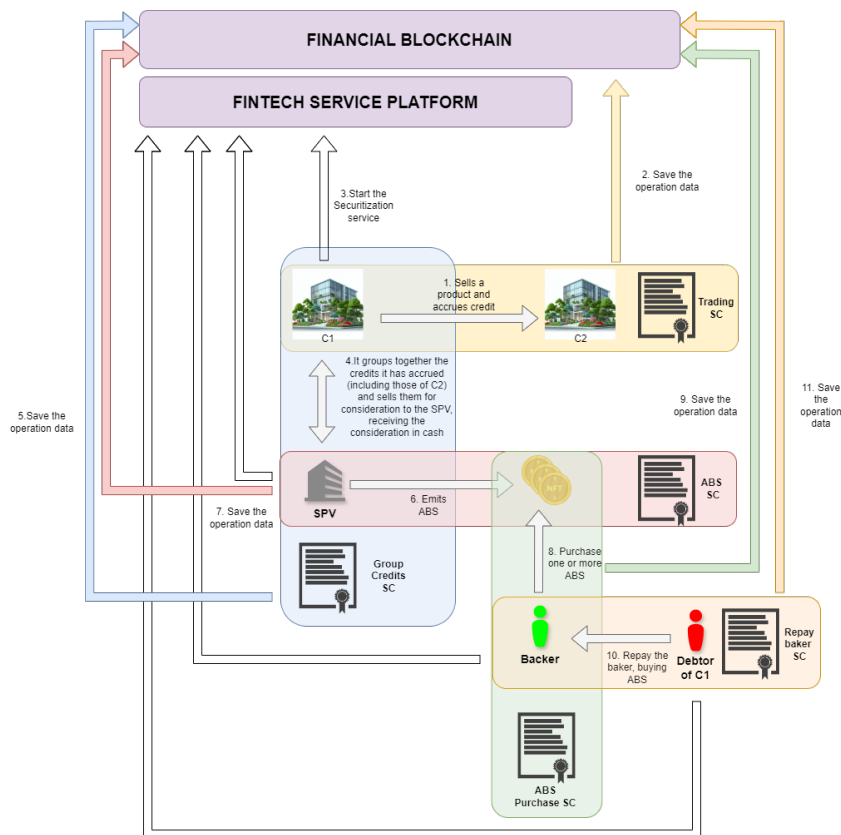 FINANCIAL BLOCKCHAIN
FINTECH SERVICE PLATFORM
2. Save the
operation data
3.Start the
Securitization
service
1. Sells a
product and
accrues credit
C1
C2
Trading
SC
4.It groups together the
credits it has accrued
(including those of C2)
and sells them for
consideration to the SPV,
receiving the
consideration in cash
5.Save the
operation data
9. Save the
operation data
11. Save
the
operation
data
SPV
6. Emits
ABS
NFT
ABS
SC
7. Save the
operation data
Group
Credits
SC
8. Purchase
one or more
ABS
Backer
10. Repay the
baker, buying
ABS
Debtor
of C1
Repay
baker
SC
ABS
Purchase SC